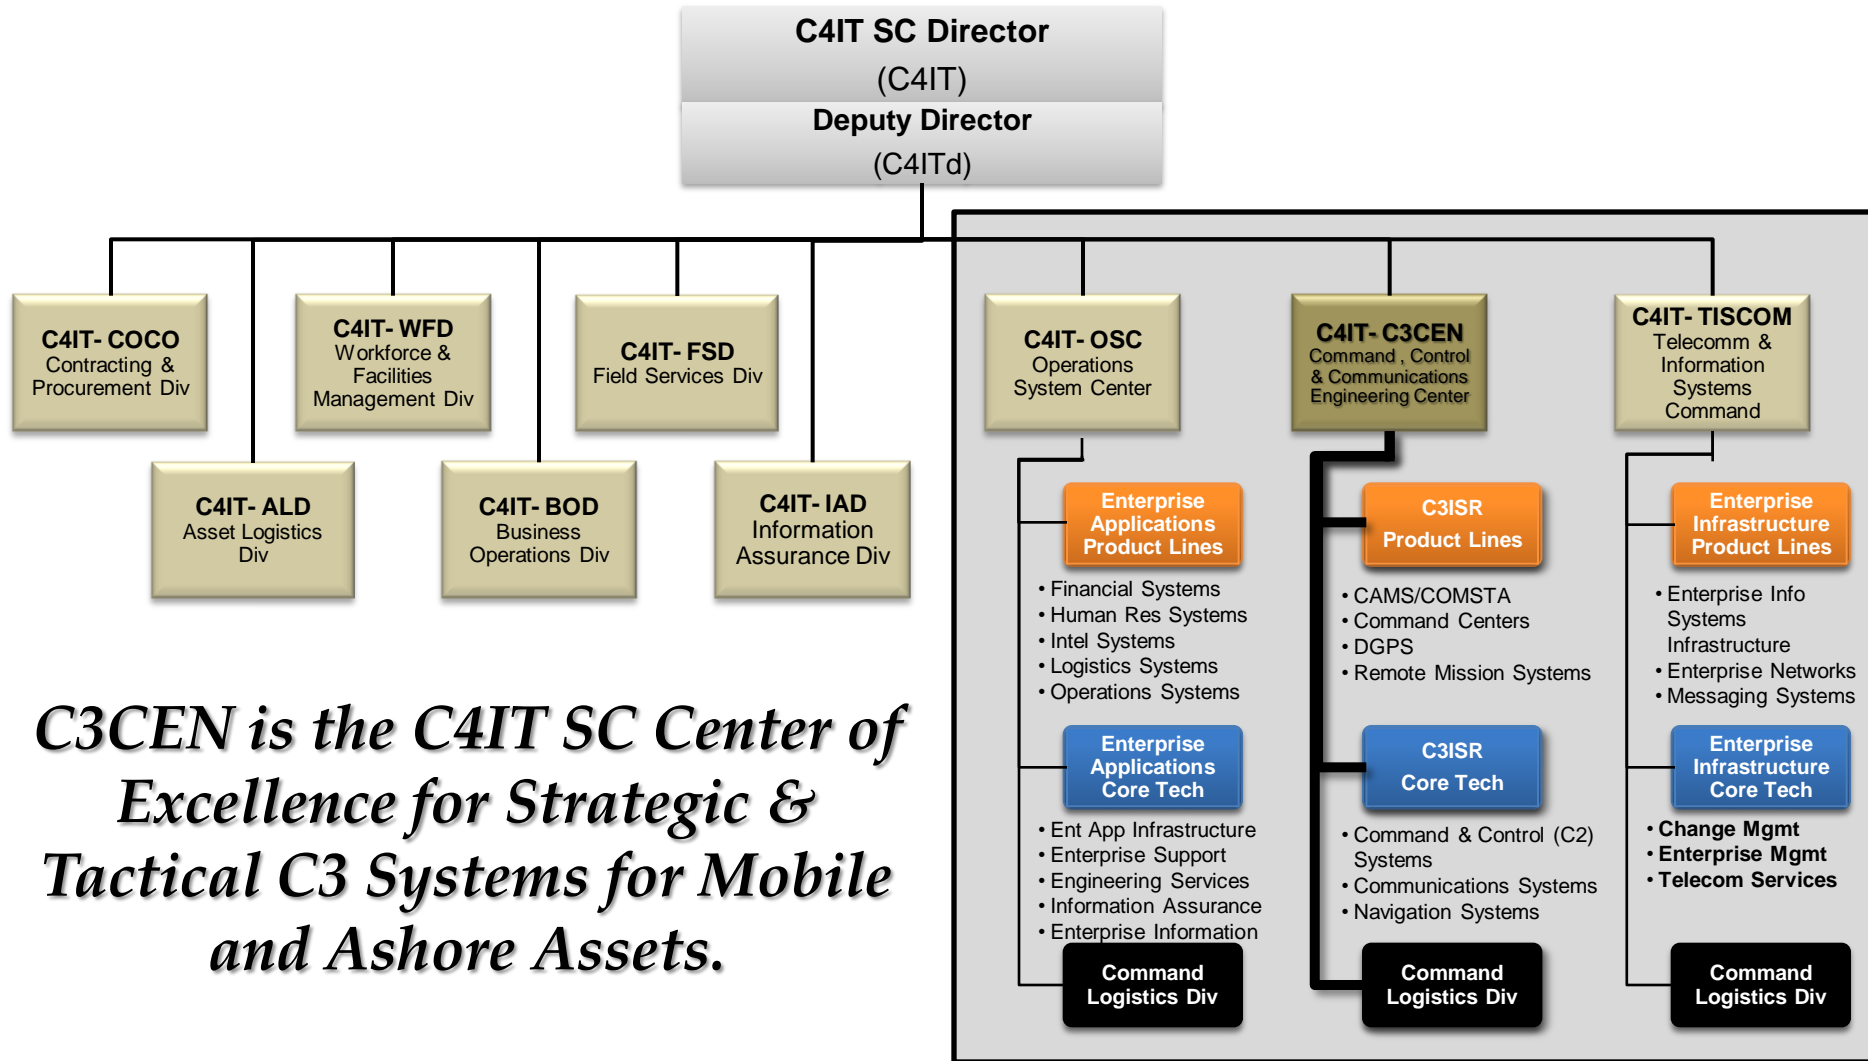 C4IT SC Director
(C4IT)
Deputy Director
(C4ITd)
C4IT- COCO
Contracting &
Procurement Div
C4IT- WFD
Workforce &
Facilities
Management Div
C4IT- FSD
Field Services Div
C4IT- ALD
Asset Logistics
Div
C4IT- BOD
Business
Operations Div
C4IT- IAD
Information
Assurance Div
C4IT- OSC
Operations
System Center
C4IT- C3CEN
Command , Control
& Communications
Engineering Center
C4IT- TISCOM
Telecomm &
Information
Systems
Command
Enterprise
Applications
Product Lines
• Financial Systems
• Human Res Systems
• Intel Systems
• Logistics Systems
• Operations Systems
Enterprise
Applications
Core Tech
• Ent App Infrastructure
• Enterprise Support
• Engineering Services
• Information Assurance
• Enterprise Information
Command
Logistics Div
C3ISR
Product Lines
• CAMS/COMSTA
• Command Centers
• DGPS
• Remote Mission Systems
C3ISR
Core Tech
• Command & Control (C2)
Systems
• Communications Systems
• Navigation Systems
Command
Logistics Div
Enterprise
Infrastructure
Product Lines
• Enterprise Info
Systems
Infrastructure
• Enterprise Networks
• Messaging Systems
Enterprise
Infrastructure
Core Tech
• Change Mgmt
• Enterprise Mgmt
• Telecom Services
Command
Logistics Div
C3CEN is the C4IT SC Center of
Excellence for Strategic &
Tactical C3 Systems for Mobile
and Ashore Assets.